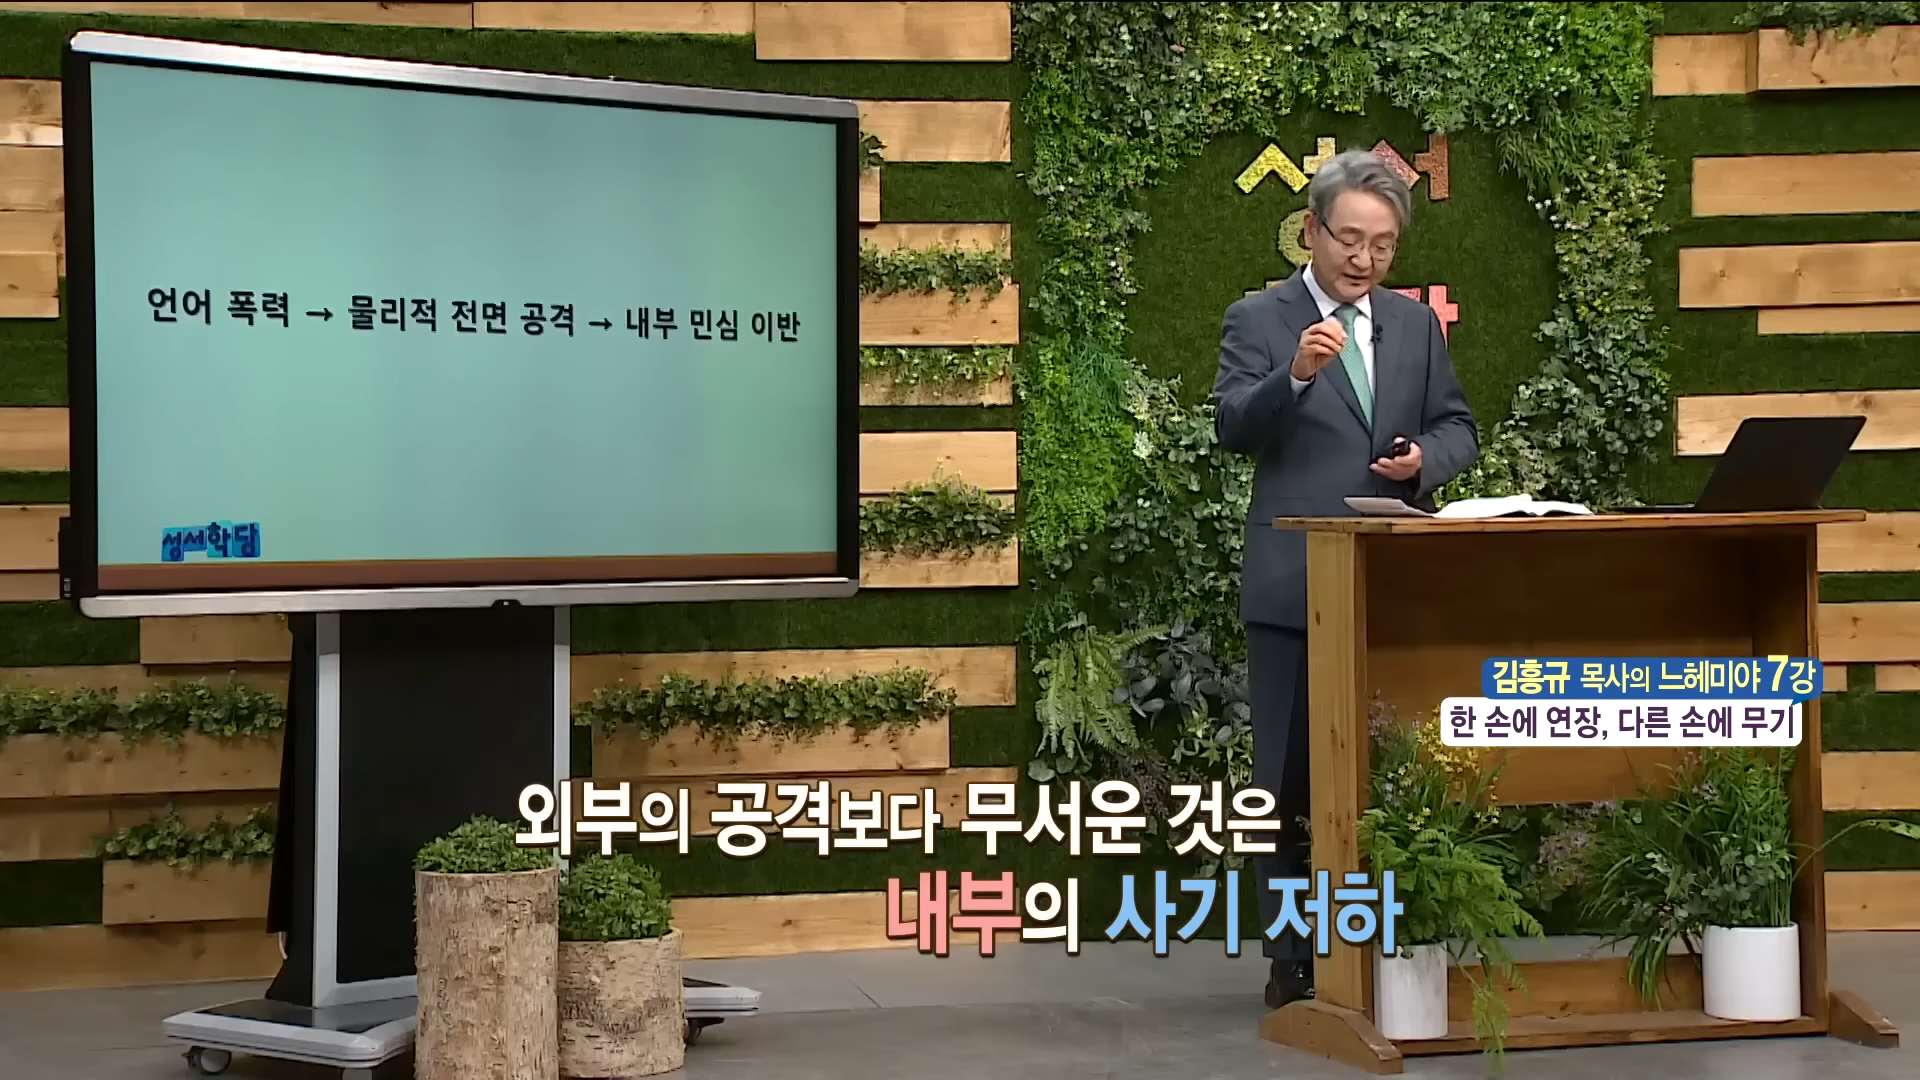 언어 폭력 → 물리적 전면 공격 → 내부 민심 이반
성서학당
김흥규 목사의 느헤미야 7강
한 손에 연장, 다른 손에 무기
외부의 공격보다 무서운 것은
내부의 사기 저하